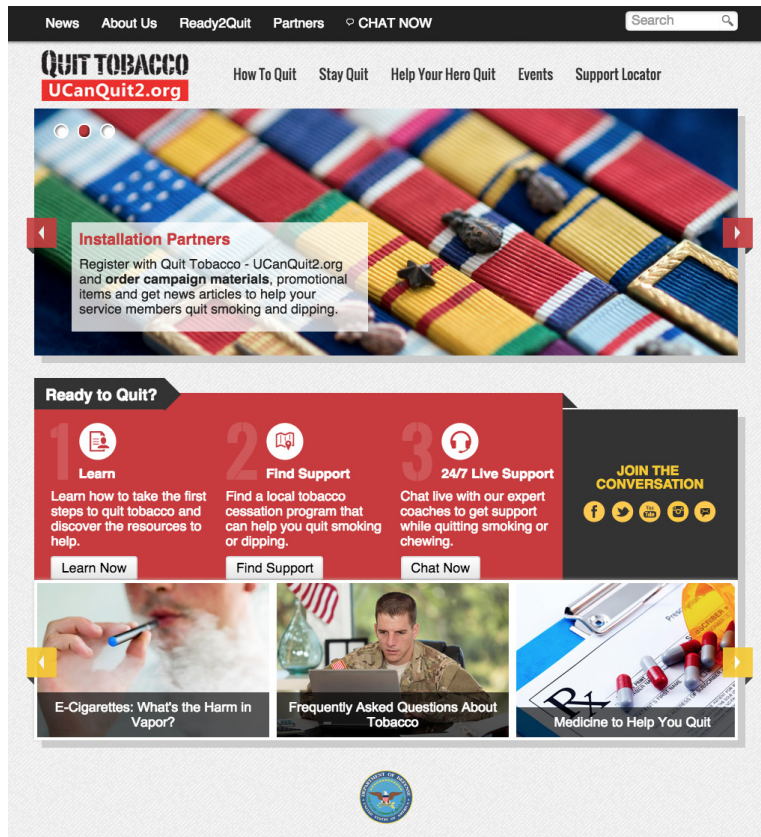 News About Us Ready2Quit Partners CHAT NOW Search
QUIT TOBACCO
UCanQuit2.org
How To Quit Stay Quit Help Your Hero Quit Events Support Locator
Installation Partners
Register with Quit Tobacco - UCanQuit2.org
and order campaign materials, promotional
items and get news articles to help your
service members quit smoking and dipping.
Ready to Quit?
1
Learn
Learn how to take the first
steps to quit tobacco and
discover the resources to
help.
Learn Now
2
Find Support
Find a local tobacco
cessation program that
can help you quit smoking
or dipping.
Find Support
3
24/7 Live Support
Chat live with our expert
coaches to get support
while quitting smoking or
chewing.
Chat Now
JOIN THE
CONVERSATION
You
Tube
E-Cigarettes: What's the Harm in
Vapor?
Frequently Asked Questions About
Tobacco
Rx
Medicine to Help You Quit
DEPARTMENT OF DEFENSE